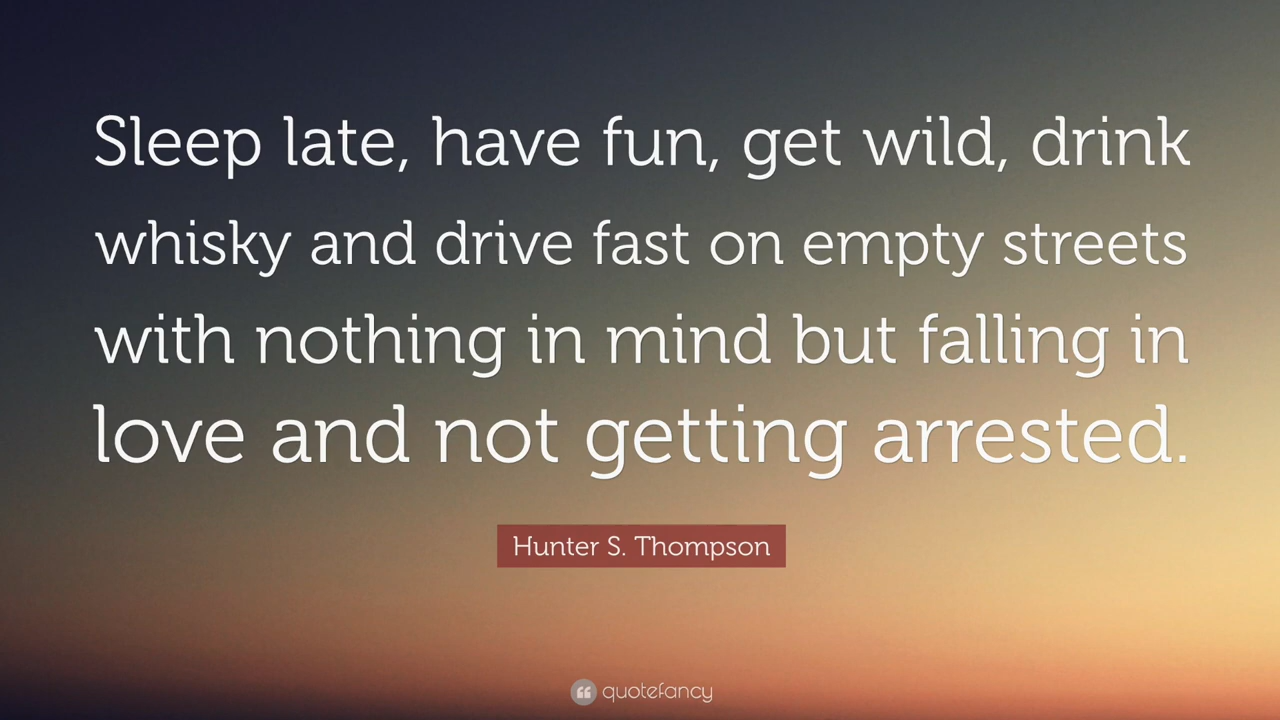 Sleep late, have fun, get wild, drink
whisky and drive fast on empty streets
with nothing in mind but falling in
love and not getting arrested.
Hunter S. Thompson
quotefancy